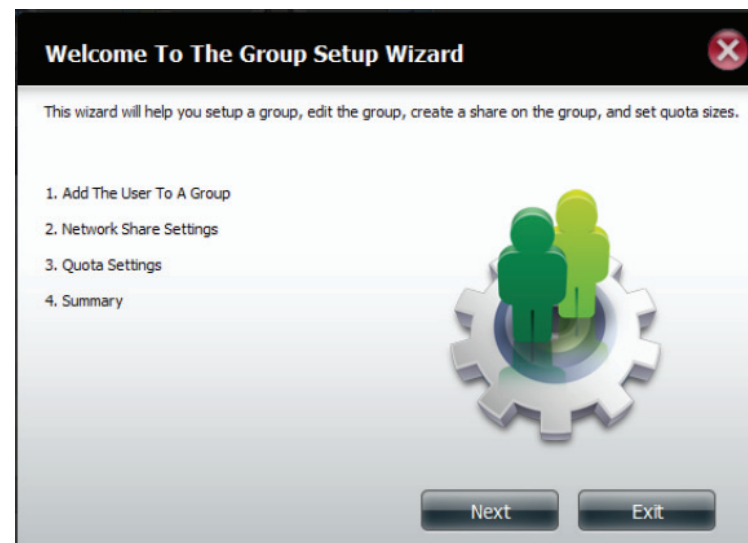 Welcome To The Group Setup Wizard
This wizard will help you setup a group, edit the group, create a share on the group, and set quota sizes.
1. Add The User To A Group
2. Network Share Settings
3. Quota Settings
4. Summary
Next Exit